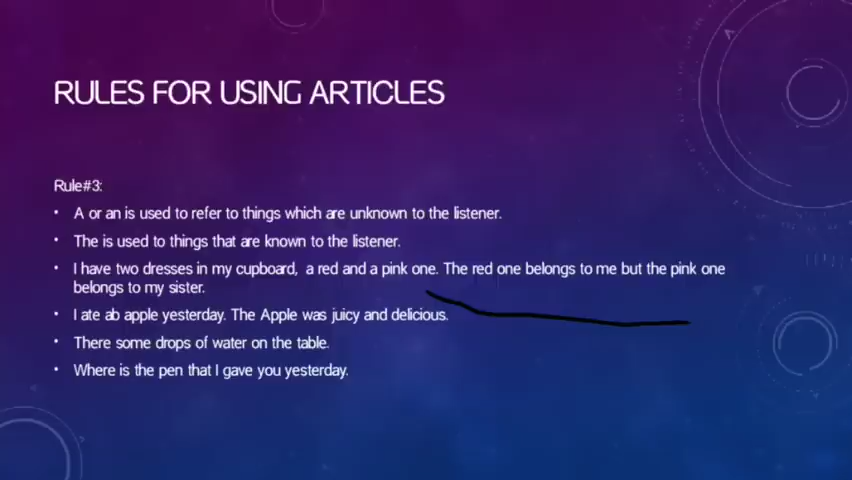 RULES FOR USING ARTICLES
Rule#3:
• A or an is used to refer to things which are unknown to the listener.
• The is used to things that are known to the listener.
• I have two dresses in my cupboard, a red and a pink one. The red one belongs to me but the pink one
belongs to my sister.
• I ate ab apple yesterday. The Apple was juicy and delicious.
• There some drops of water on the table.
• Where is the pen that I gave you yesterday.